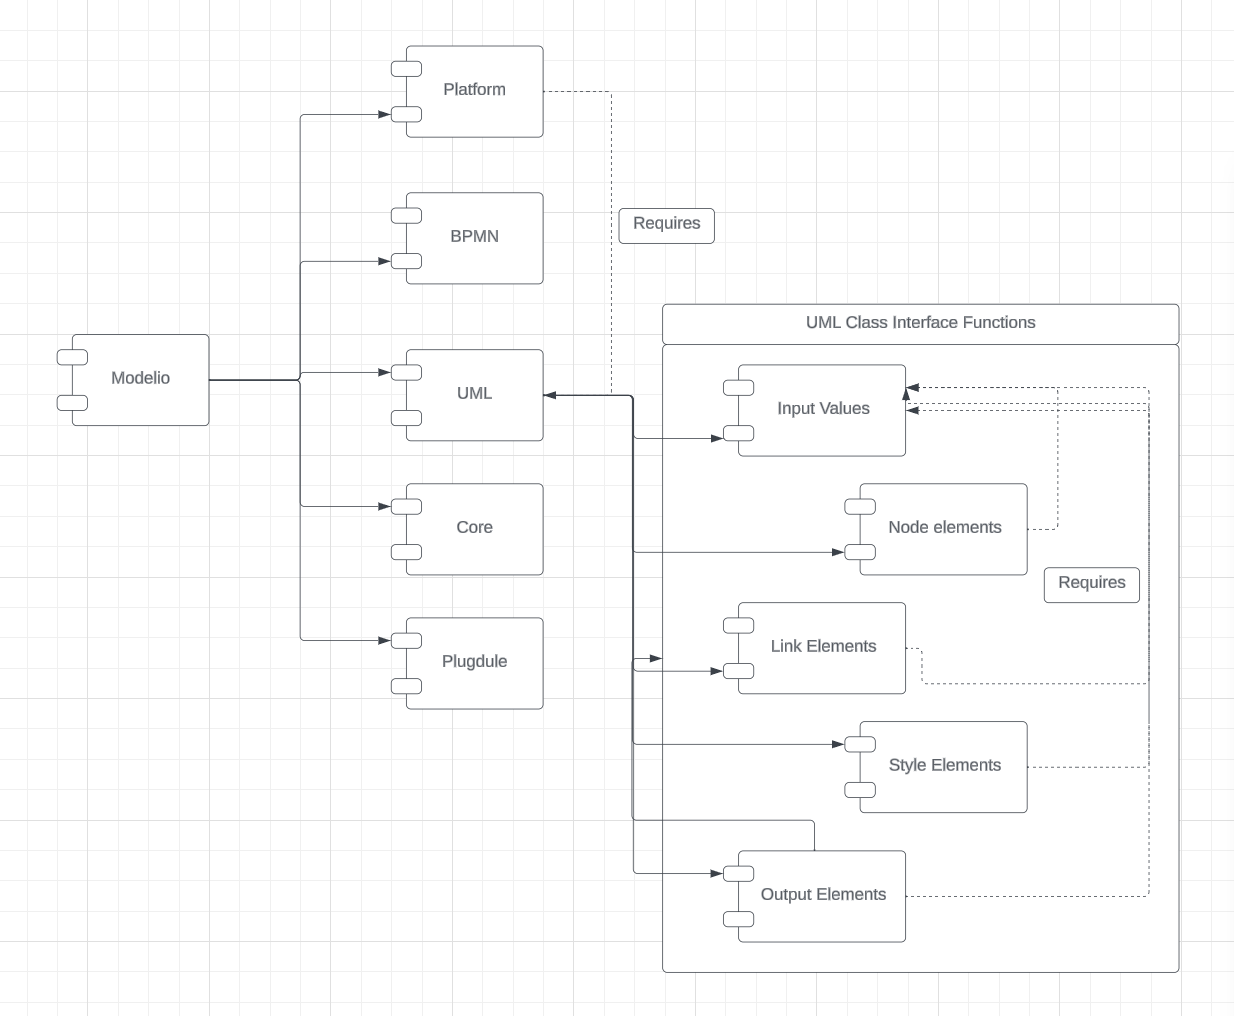 Platform
BPMN
Requires
UML Class Interface Functions
Modelio
UML
Input Values
Core
Node elements
Requires
Plugdule
Link Elements
Style Elements
Output Elements